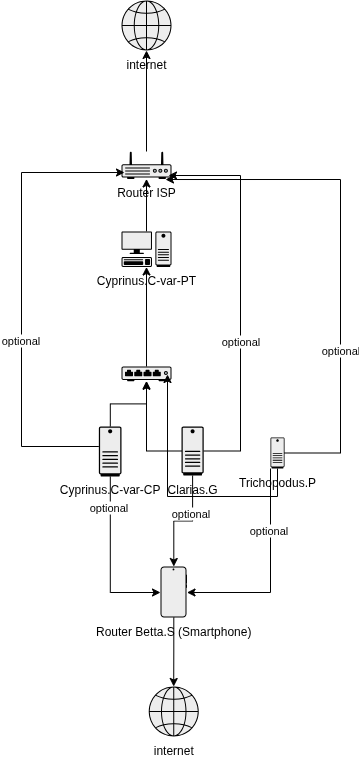 internet
Router ISP
Cyprinus.C-var-PT
optional
optional
optional
Cyprinus.C-var-CP
Clarias.G
Trichopodus.P
optional
optional
optional
Router Betta.S (Smartphone)
internet